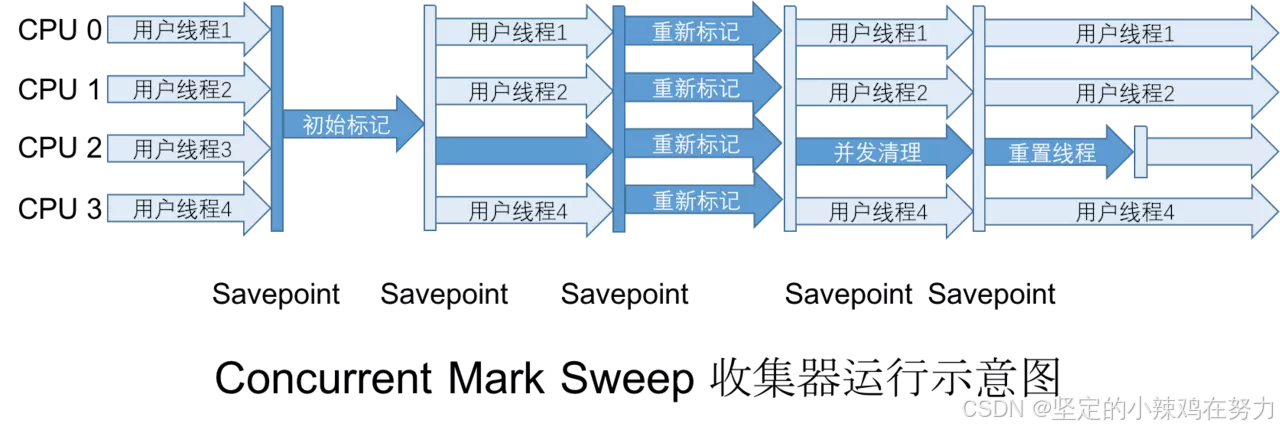 CPU 0 用户线程1 用户线程1 重新标记 用户线程1 用户线程1
CPU 1 用户线程2 用户线程2 重新标记 用户线程2 用户线程2
初始标记
CPU 2 用户线程3 重新标记 并发清理 重置线程
CPU 3 用户线程4 用户线程4 重新标记 用户线程4 用户线程4
Savepoint Savepoint Savepoint Savepoint Savepoint
Concurrent Mark Sweep 收集器运行示意图
CSDN @坚定的小辣鸡在努力